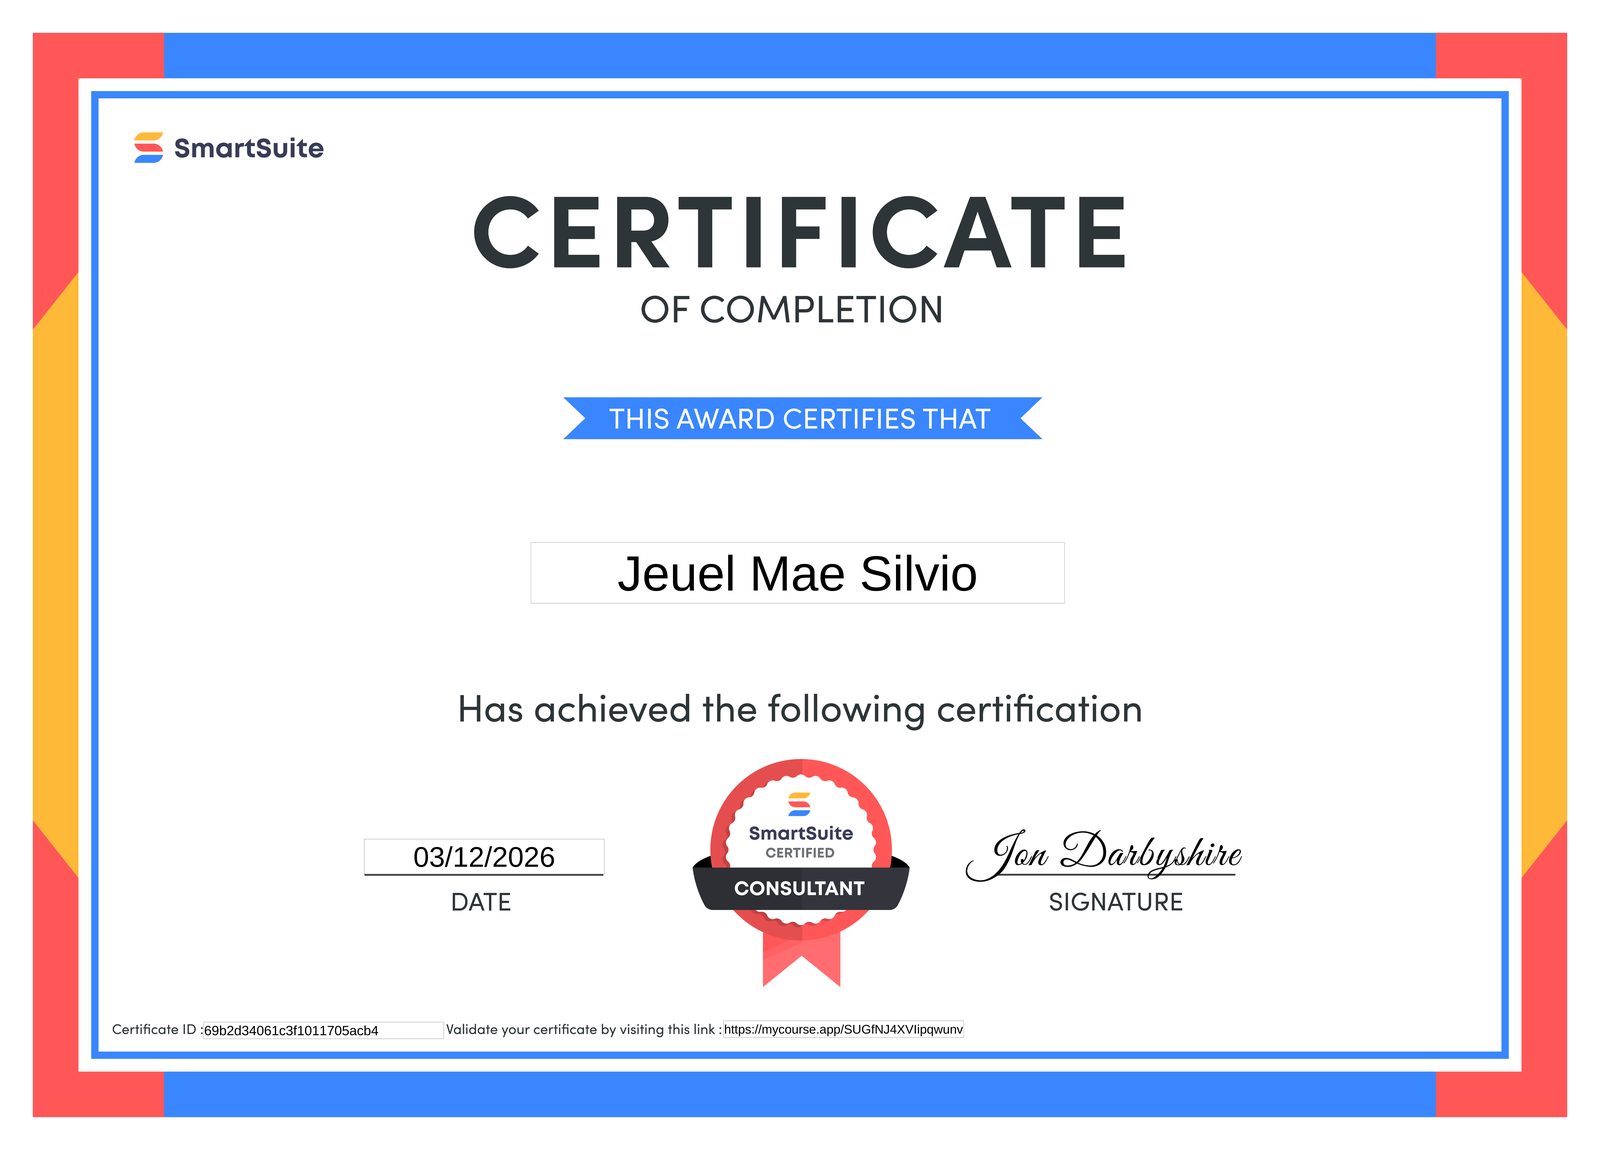 SmartSuite
CERTIFICATE
OF COMPLETION
THIS AWARD CERTIFIES THAT
Jeuel Mae Silvio
Has achieved the following certification
SmartSuite
CERTIFIED
CONSULTANT
03/12/2026
DATE
Jon Darbyshire
SIGNATURE
Certificate ID : 69b2d34061c3f1011705acb4 Validate your certificate by visiting this link : https://mycourse.app/SUGfNJ4XVIipqwunv